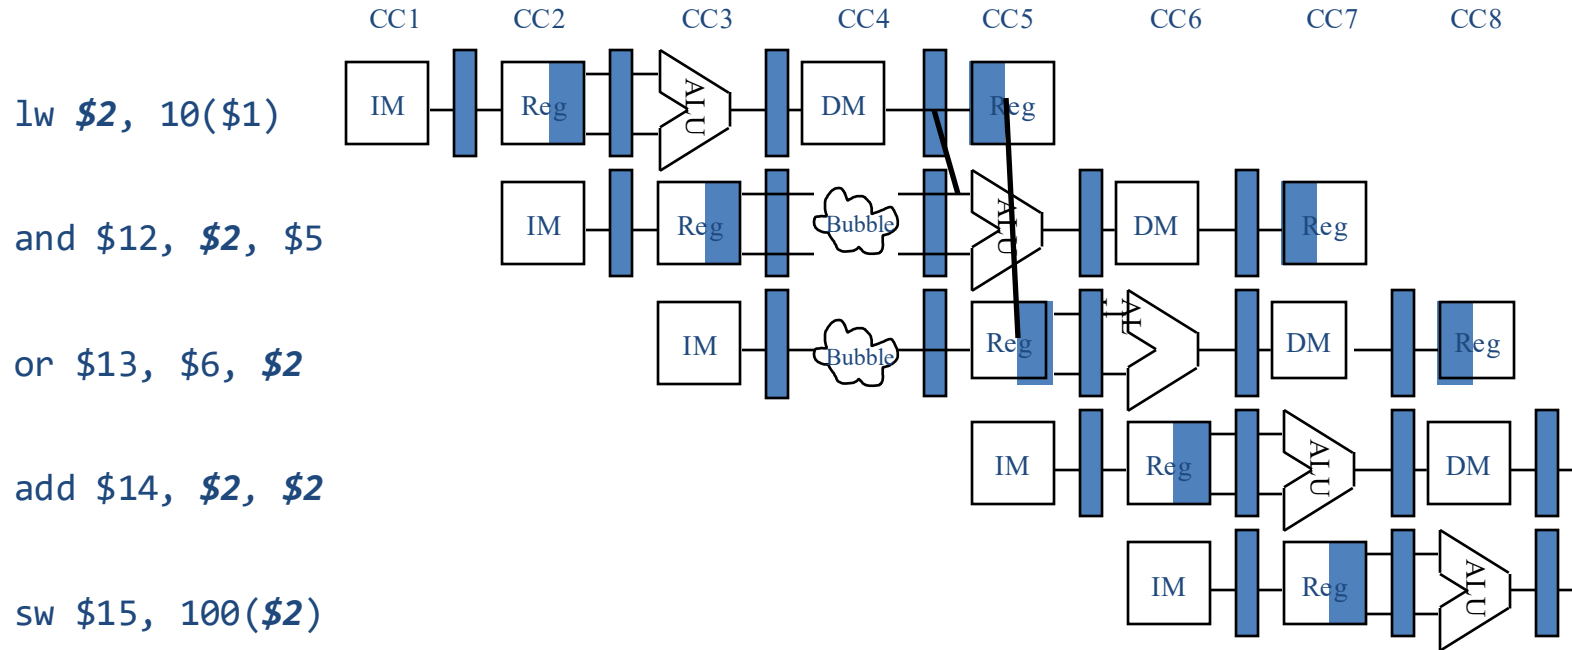 CC1 CC2 CC3 CC4 CC5 CC6 CC7 CC8
lw $2, 10($1) IM Reg ALU DM Reg
and $12, $2, $5 IM Reg Bubble ALU DM Reg
or $13, $6, $2 IM Bubble Reg ALU DM Reg
add $14, $2, $2 IM Reg ALU DM
sw $15, 100($2) IM Reg ALU